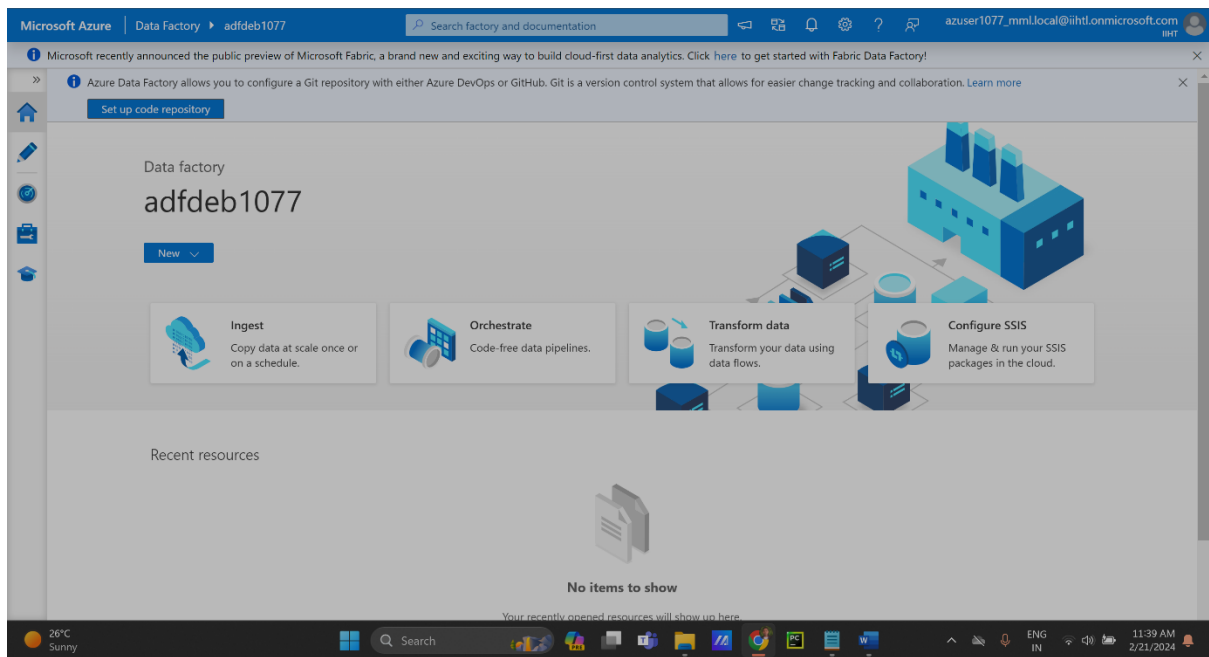 Microsoft Azure Data Factory adfdeb1077 Search factory and documentation azuser1077_mml.local@iihtl.onmicrosoft.com
IIHT
Microsoft recently announced the public preview of Microsoft Fabric, a brand new and exciting way to build cloud-first data analytics. Click here to get started with Fabric Data Factory!
Azure Data Factory allows you to configure a Git repository with either Azure DevOps or GitHub. Git is a version control system that allows for easier change tracking and collaboration. Learn more
Set up code repository
Data factory
adfdeb1077
New
Ingest
Copy data at scale once or
on a schedule.
Orchestrate
Code-free data pipelines.
Transform data
Transform your data using
data flows.
Configure SSIS
Manage & run your SSIS
packages in the cloud.
Recent resources
No items to show
Your recently opened resources will show up here.
26°C
Sunny
Search
ENG
IN
11:39 AM
2/21/2024